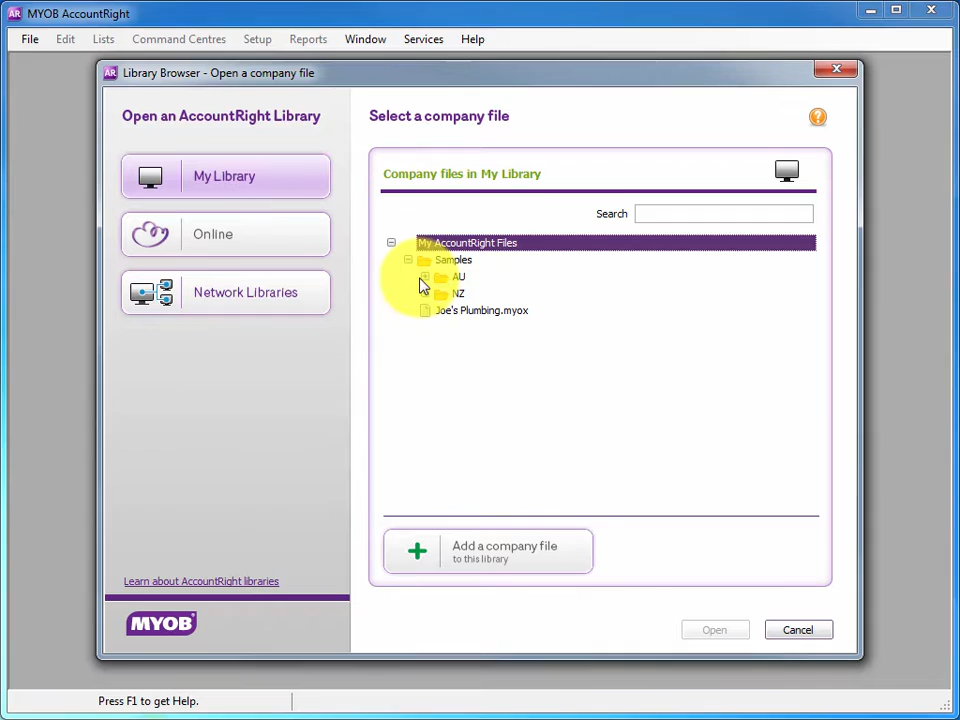 AR MYOB AccountRight
File Edit Lists Command Centres Setup Reports Window Services Help
AR Library Browser - Open a company file
Open an AccountRight Library
My Library
Online
Network Libraries
Learn about AccountRight libraries
MYOB
Select a company file
?
Company files in My Library
Search
My AccountRight Files
Samples
AU
NZ
Joe's Plumbing.myox
Add a company file
to this library
Open Cancel
Press F1 to get Help.